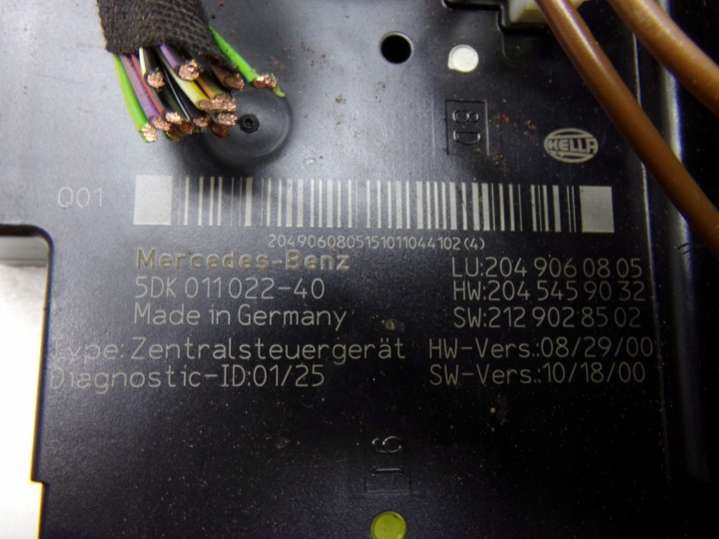 8D
HELLA
001
2049060805151011044102(4)
Mercedes-Benz
LU:204 906 08 05
5DK 011 022-40
HW:204 545 90 32
Made in Germany
SW:212 902 85 02
Type: Zentralsteuergerät
HW-Vers.:08/29/00
Diagnostic-ID:01/25
SW-Vers.:10/18/00